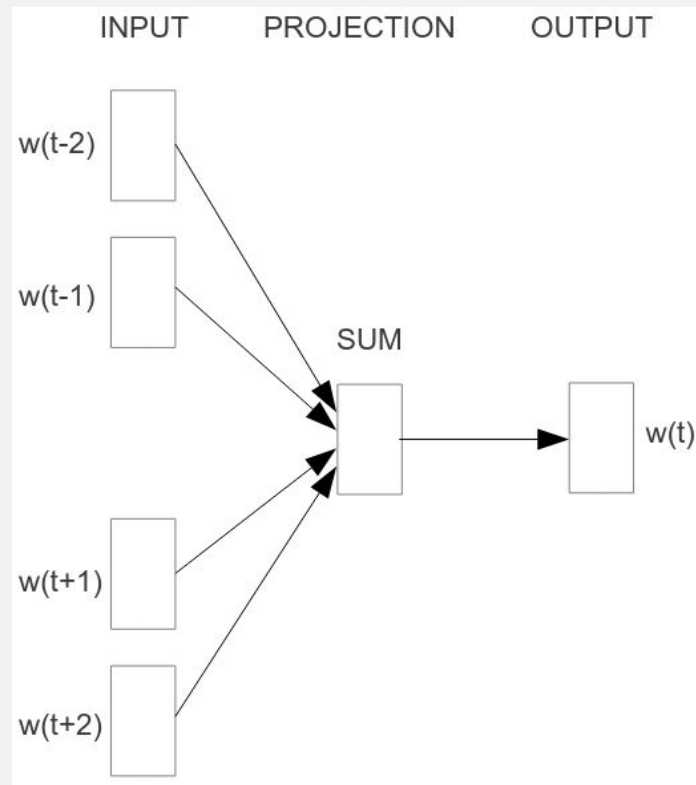 INPUT PROJECTION OUTPUT
w(t-2)
w(t-1)
SUM
w(t)
w(t+1)
w(t+2)